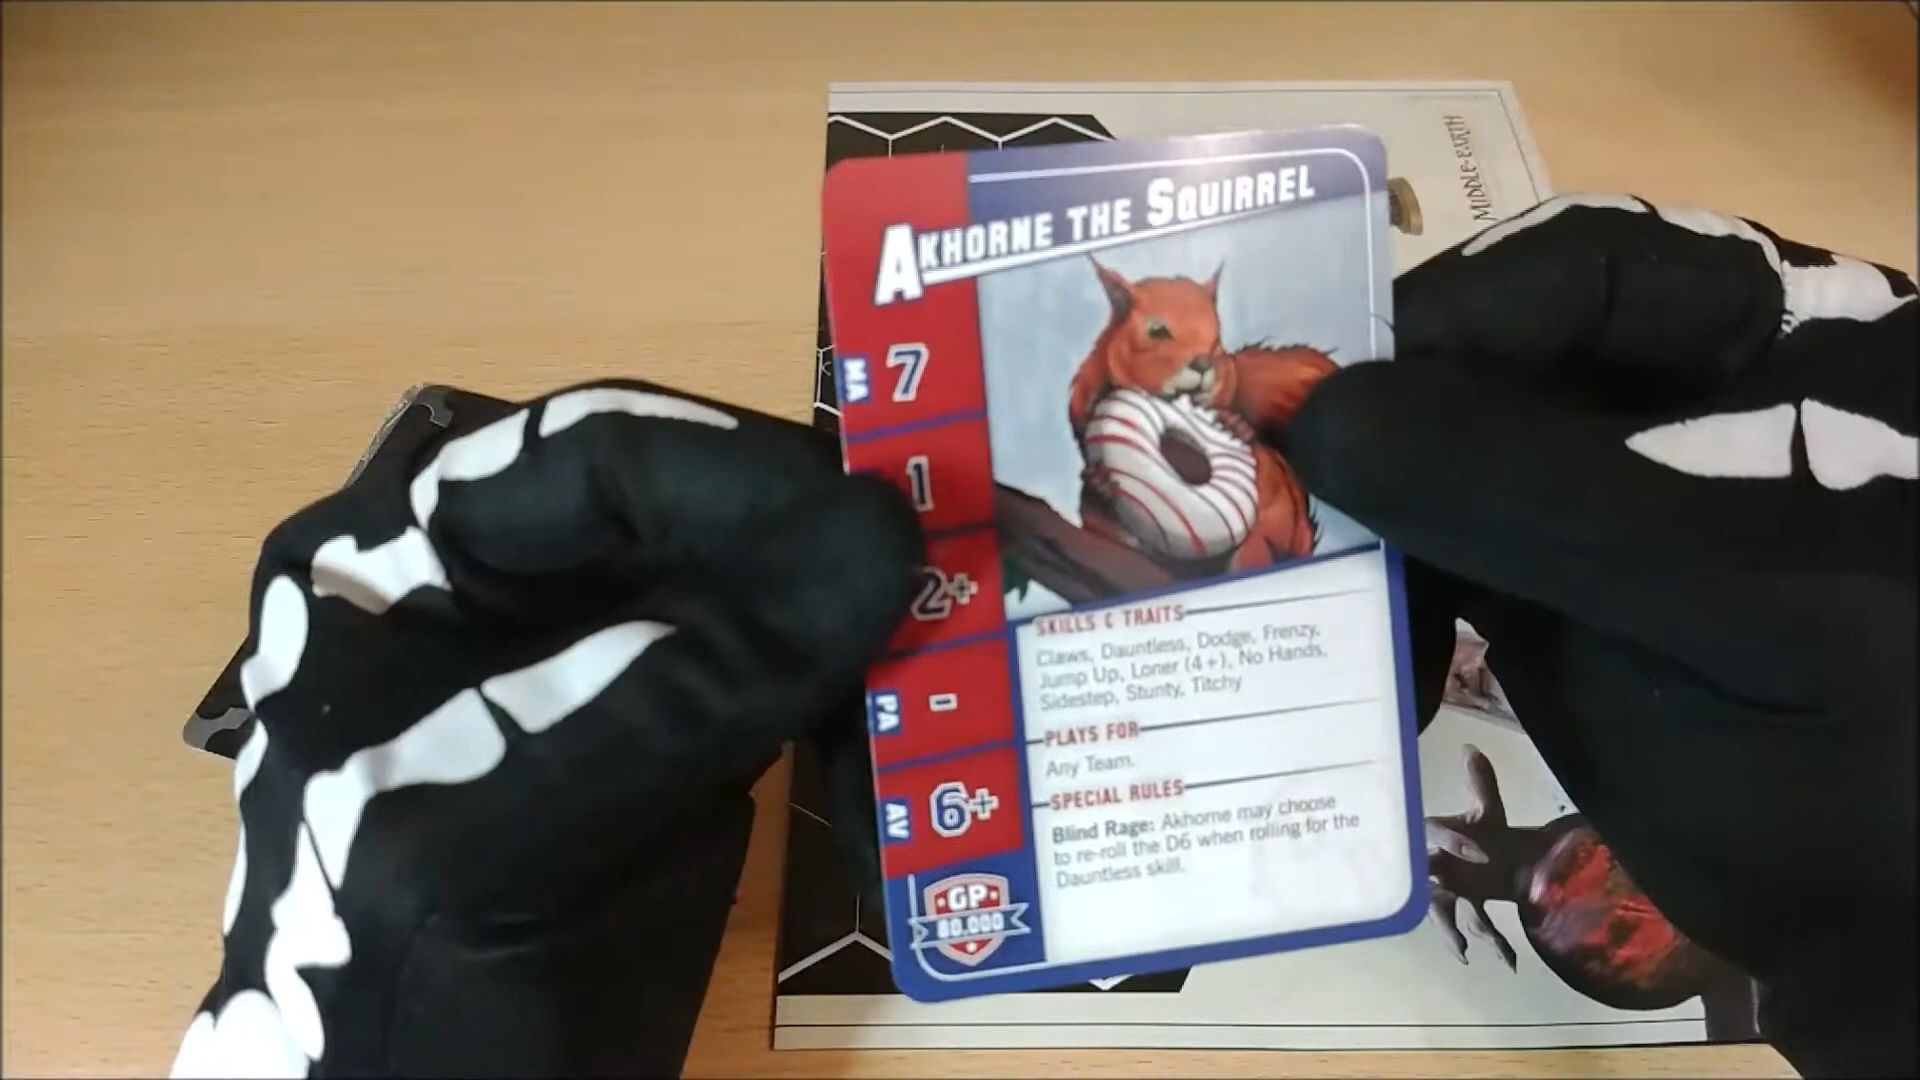 MIDDLE-EARTH
AKHORNE THE SQUIRREL
MA 7
1
2+
PA -
AV 6+
GP
80.000
SKILLS & TRAITS
Claws, Dauntless, Dodge, Frenzy,
Jump Up, Loner (4+), No Hands,
Sidestep, Stunty, Titchy
PLAYS FOR
Any Team.
SPECIAL RULES
Blind Rage: Akhorne may choose
to re-roll the D6 when rolling for the
Dauntless skill.